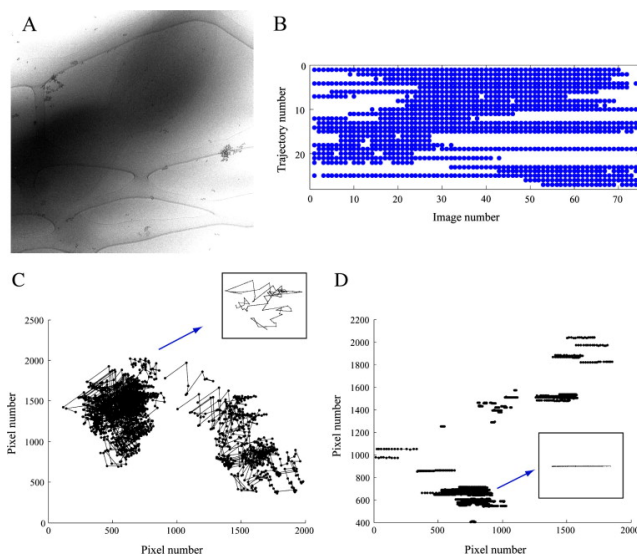 A
B
0
10
20
Trajectory number
0 10 20 30 40 50 60 70
Image number
C
2500
2000
1500
1000
500
0
Pixel number
0 500 1000 1500 2000
Pixel number
D
2200
2000
1800
1600
1400
1200
1000
800
600
400
Pixel number
0 500 1000 1500 2000
Pixel number